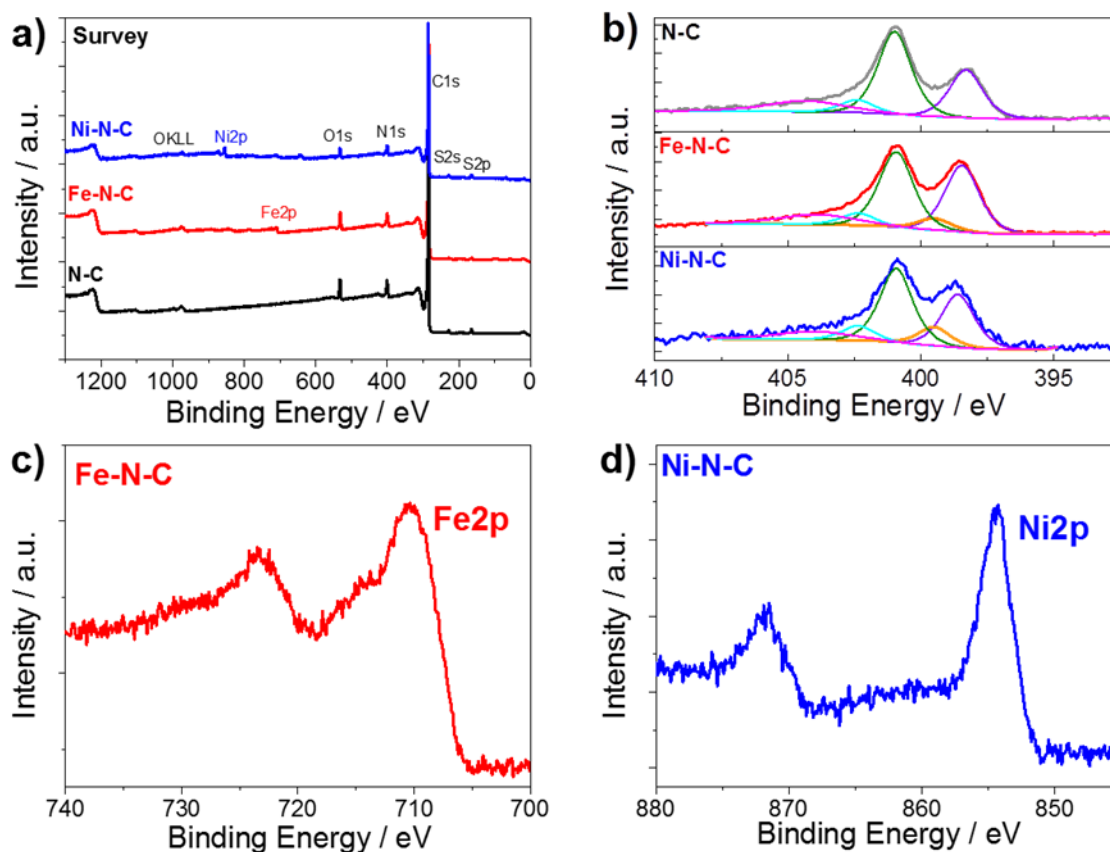 a)
Survey
C1s
Ni-N-C
OKLL
Ni2p
O1s
N1s
S2s
S2p
Fe-N-C
Fe2p
N-C
Intensity / a.u.
1200 1000 800 600 400 200 0
Binding Energy / eV
b)
N-C
Fe-N-C
Ni-N-C
Intensity / a.u.
410 405 400 395
Binding Energy / eV
c)
Fe-N-C
Fe2p
Intensity / a.u.
740 730 720 710 700
Binding Energy / eV
d)
Ni-N-C
Ni2p
Intensity / a.u.
880 870 860 850
Binding Energy / eV